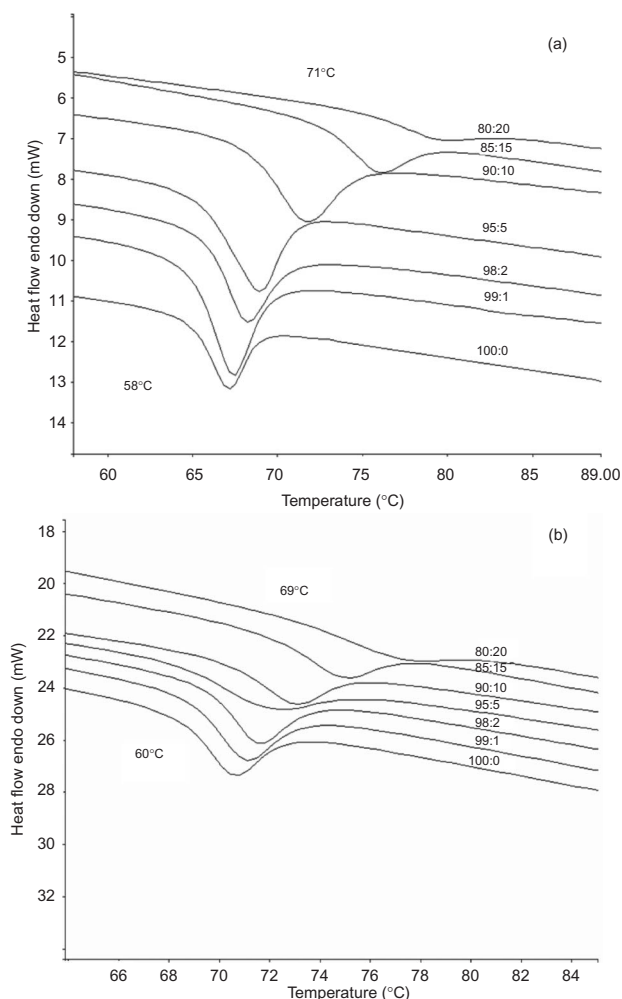 (a)
5
6
7
8
9
10
11
12
13
14
Heat flow endo down (mW)
71°C
80:20
85:15
90:10
95:5
98:2
99:1
100:0
58°C
60 65 70 75 80 85 89.00
Temperature (°C)
(b)
18
20
22
24
26
28
30
32
Heat flow endo down (mW)
69°C
80:20
85:15
90:10
95:5
98:2
99:1
100:0
60°C
66 68 70 72 74 76 78 80 82 84
Temperature (°C)